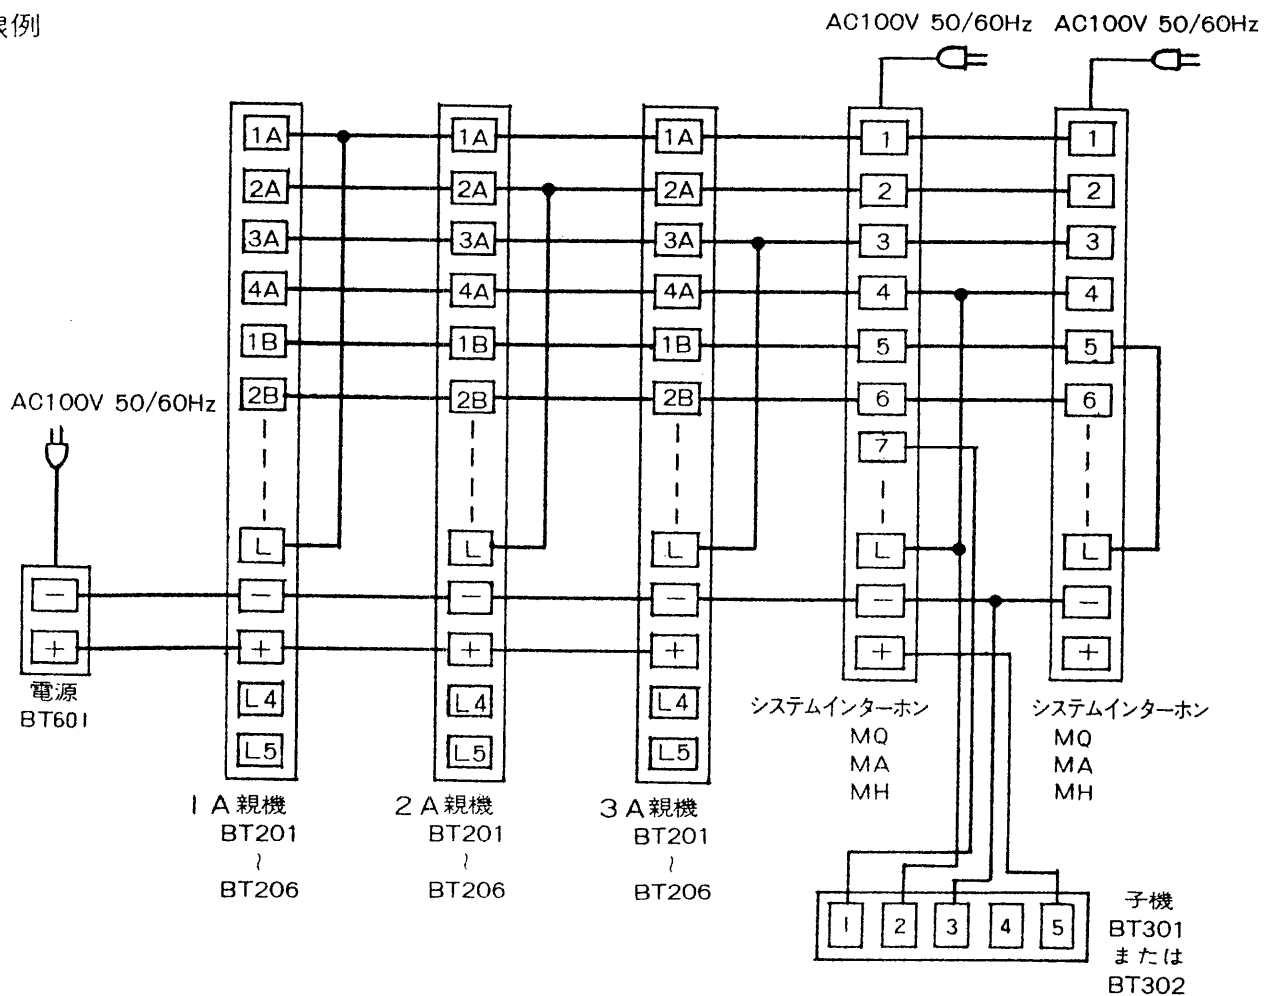 線例
AC100V 50/60Hz AC100V 50/60Hz
1A 1A 1A 1 1
2A 2A 2A 2 2
3A 3A 3A 3 3
4A 4A 4A 4 4
1B 1B 1B 5 5
AC100V 50/60Hz
2B 2B 2B 6 6
7
L L L L L
− − − − − −
+ + + + + +
電源
BT601
L4 L4 L4
L5 L5 L5
システムインターホン
MQ
MA
MH
システムインターホン
MQ
MA
MH
1A親機
BT201
~
BT206
2A親機
BT201
~
BT206
3A親機
BT201
~
BT206
1 2 3 4 5
子機
BT301
または
BT302